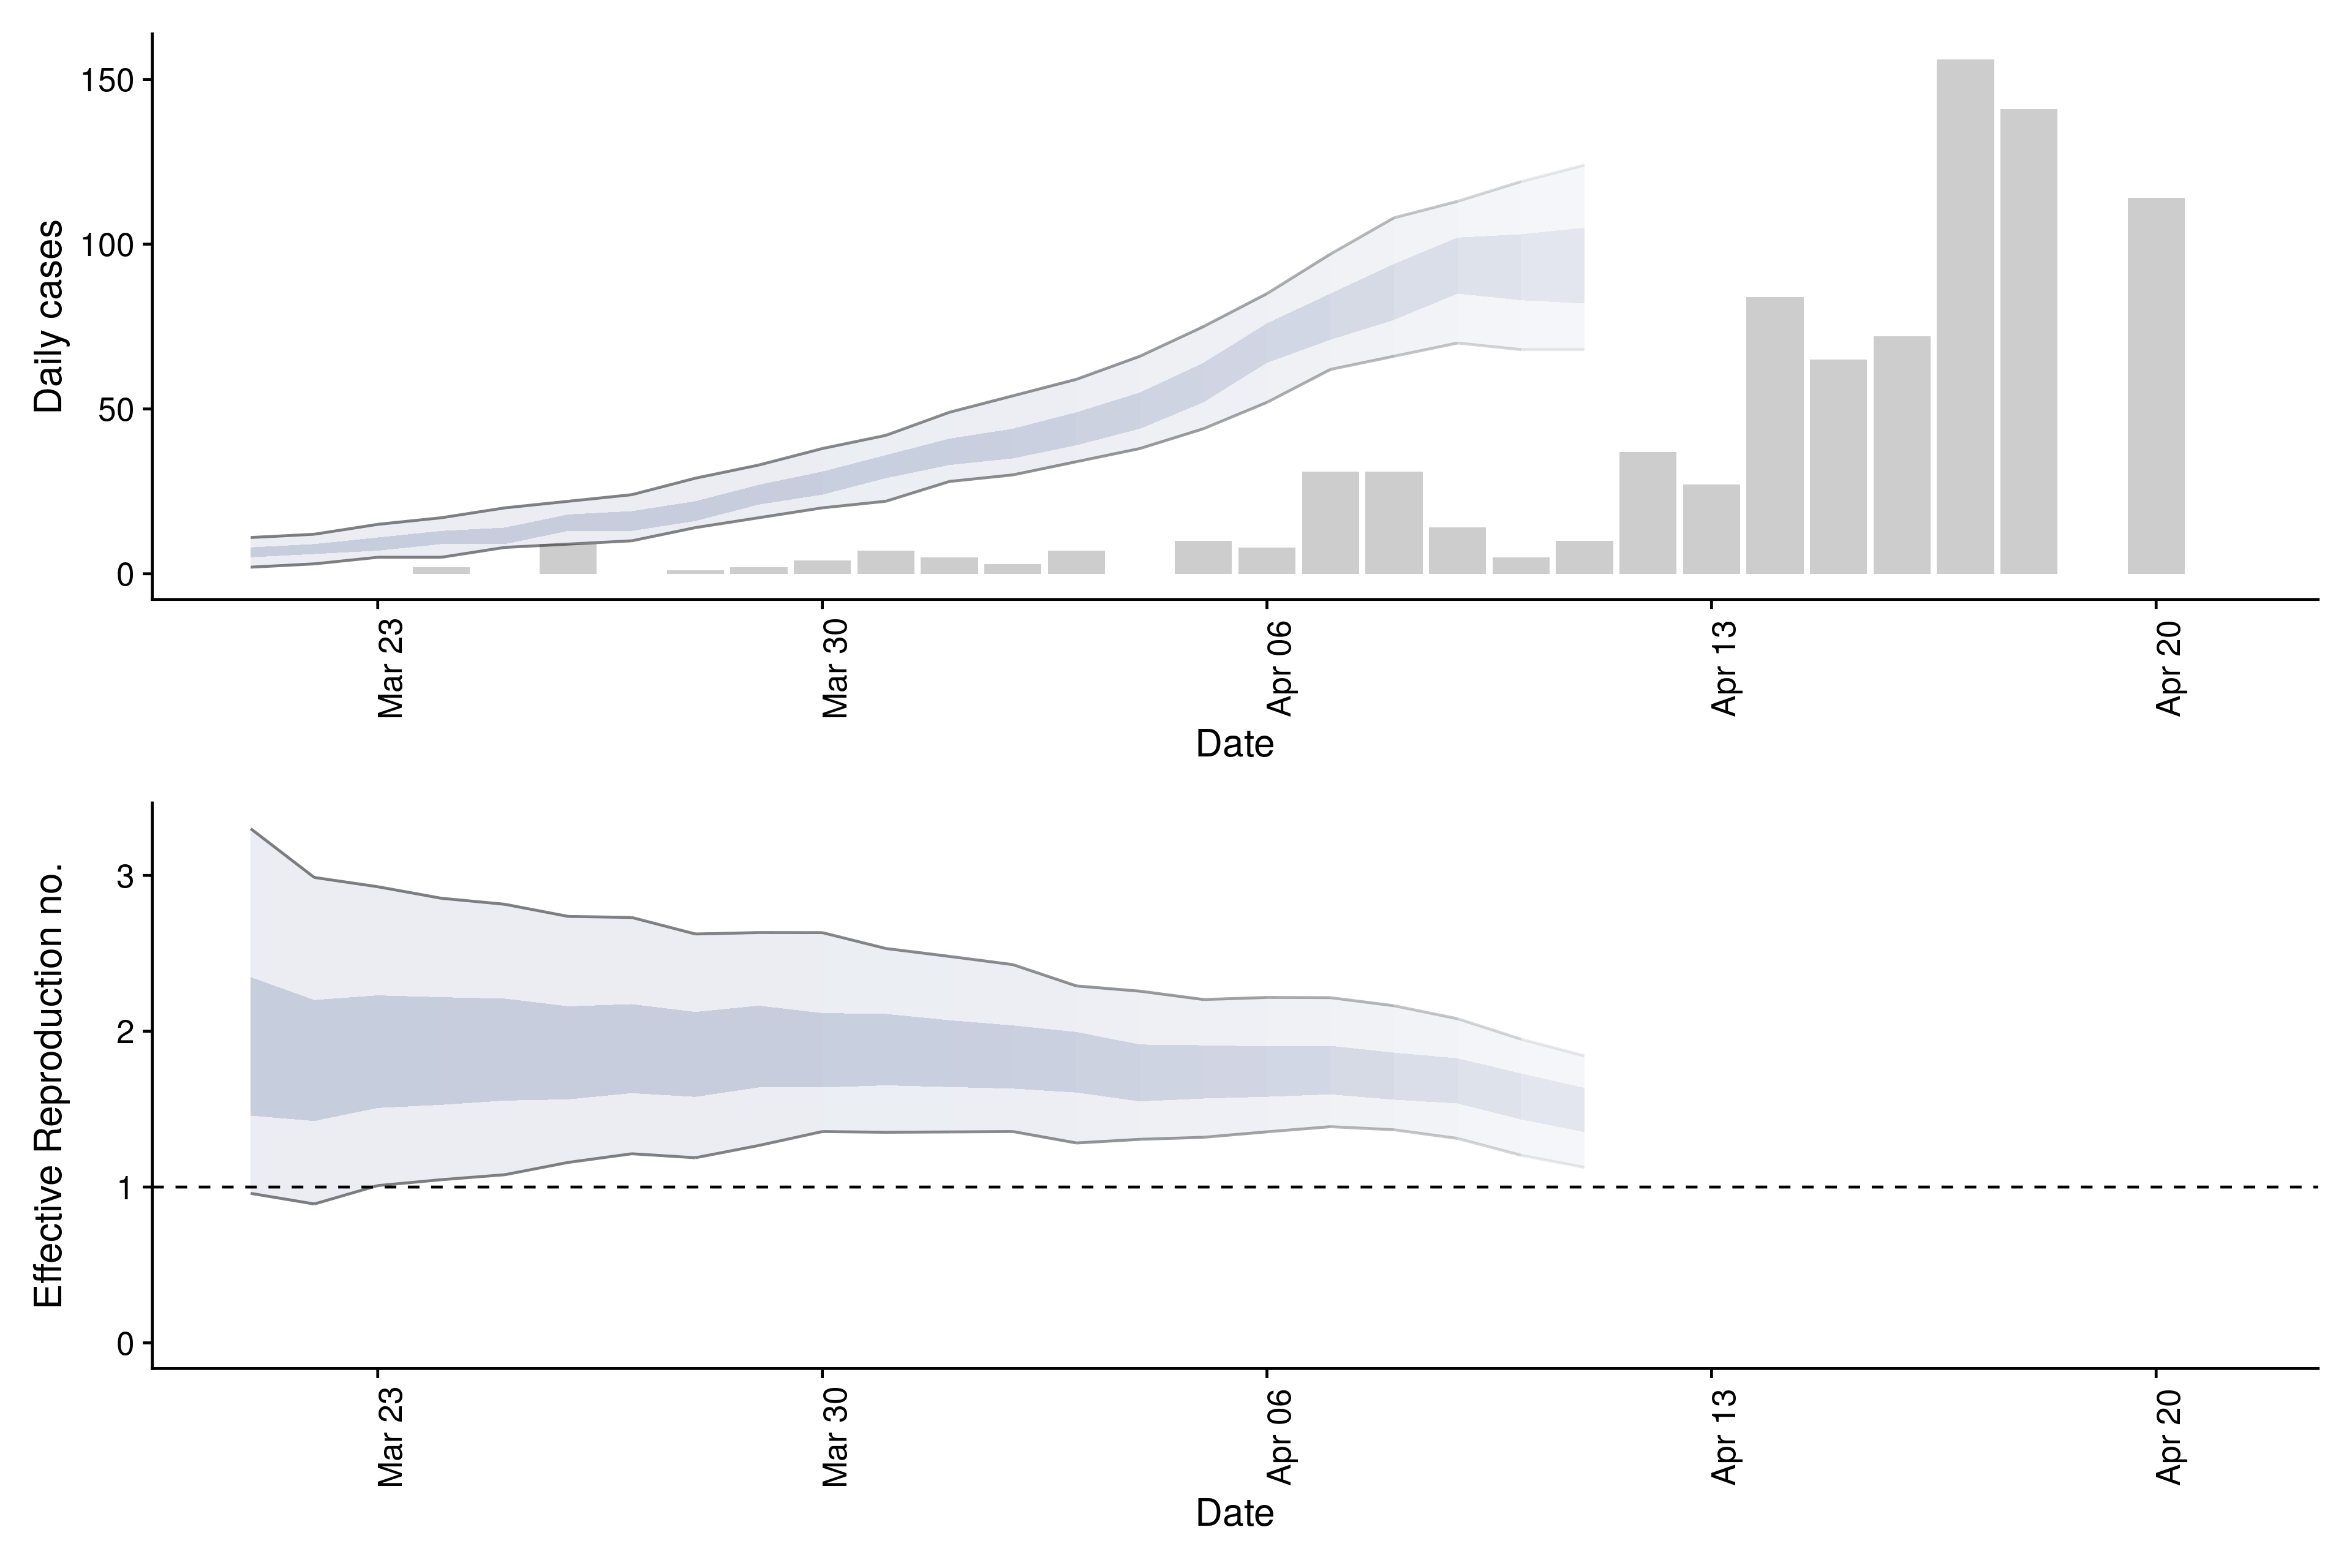 Daily cases
150
100
50
0
Mar 23
Mar 30
Apr 06
Apr 13
Apr 20
Date
Effective Reproduction no.
3
2
1
0
Mar 23
Mar 30
Apr 06
Apr 13
Apr 20
Date